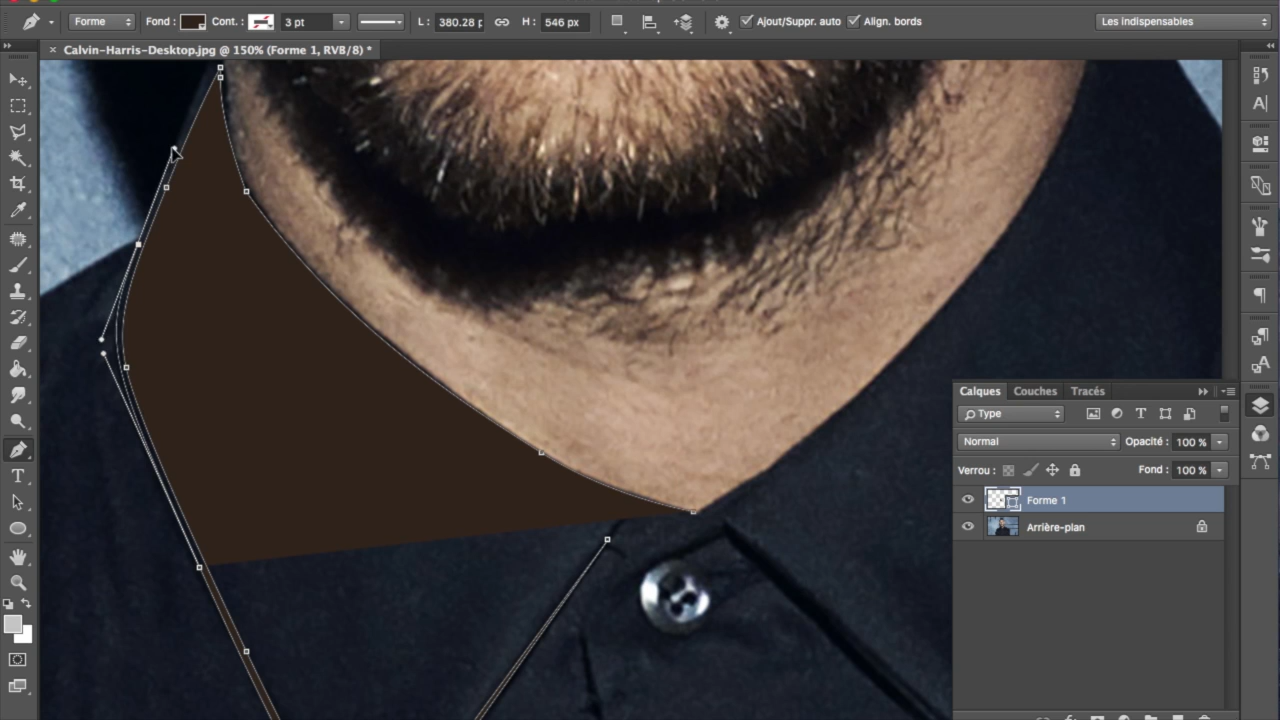 Forme
Fond :
Cont. :
3 pt
L : 380.28 p
H : 546 px
Ajout/Suppr. auto
Align. bords
Les indispensables
× Calvin-Harris-Desktop.jpg @ 150% (Forme 1, RVB/8) *
Calques Couches Tracés
Type
Normal
Opacité : 100 %
Verrou :
Fond : 100 %
Forme 1
Arrière-plan